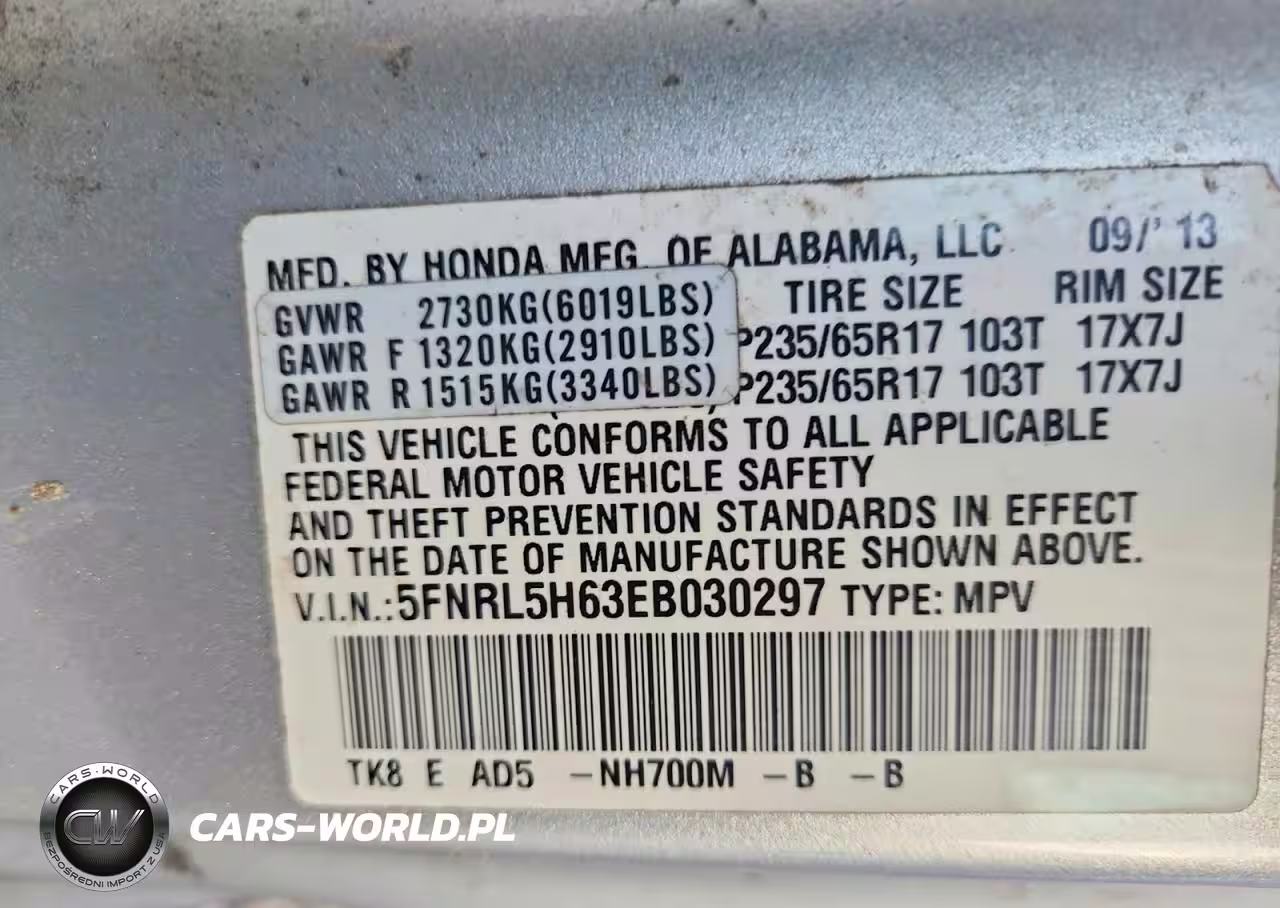 MFD. BY HONDA MFG. OF ALABAMA, LLC 09/' 13
GVWR 2730KG(6019LBS) TIRE SIZE RIM SIZE
GAWR F 1320KG(2910LBS) P235/65R17 103T 17X7J
GAWR R 1515KG(3340LBS) P235/65R17 103T 17X7J
THIS VEHICLE CONFORMS TO ALL APPLICABLE
FEDERAL MOTOR VEHICLE SAFETY
AND THEFT PREVENTION STANDARDS IN EFFECT
ON THE DATE OF MANUFACTURE SHOWN ABOVE.
V.I.N.:5FNRL5H63EB030297 TYPE: MPV
TK8 E AD5 -NH700M -B -B
CARS-WORLD
CW
BEZPOŚREDNI IMPORT Z USA
CARS-WORLD.PL